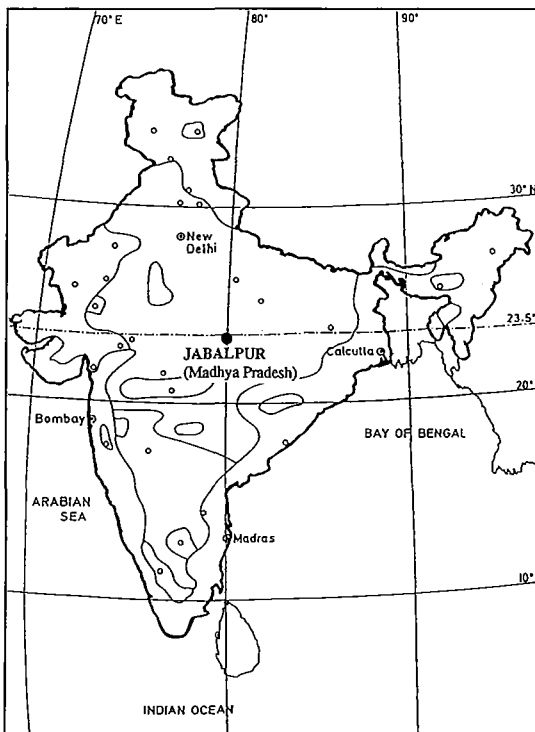 70°E
80°
90°
30° N
New
Delhi
23.5°
JABALPUR
(Madhya Pradesh)
Calcutta
20°
Bombay
BAY OF BENGAL
ARABIAN
SEA
Madras
10°
INDIAN OCEAN